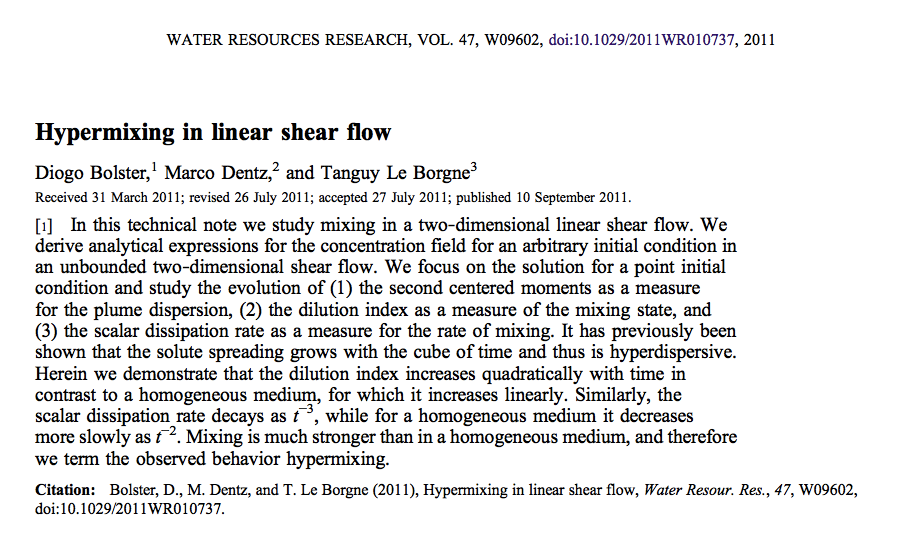 WATER RESOURCES RESEARCH, VOL. 47, W09602, doi:10.1029/2011WR010737, 2011
Hypermixing in linear shear flow
Diogo Bolster,¹ Marco Dentz,² and Tanguy Le Borgne³
Received 31 March 2011; revised 26 July 2011; accepted 27 July 2011; published 10 September 2011.
[1] In this technical note we study mixing in a two-dimensional linear shear flow. We
derive analytical expressions for the concentration field for an arbitrary initial condition in
an unbounded two-dimensional shear flow. We focus on the solution for a point initial
condition and study the evolution of (1) the second centered moments as a measure
for the plume dispersion, (2) the dilution index as a measure of the mixing state, and
(3) the scalar dissipation rate as a measure for the rate of mixing. It has previously been
shown that the solute spreading grows with the cube of time and thus is hyperdispersive.
Herein we demonstrate that the dilution index increases quadratically with time in
contrast to a homogeneous medium, for which it increases linearly. Similarly, the
scalar dissipation rate decays as t⁻³, while for a homogeneous medium it decreases
more slowly as t⁻². Mixing is much stronger than in a homogeneous medium, and therefore
we term the observed behavior hypermixing.
Citation: Bolster, D., M. Dentz, and T. Le Borgne (2011), Hypermixing in linear shear flow, Water Resour. Res., 47, W09602,
doi:10.1029/2011WR010737.